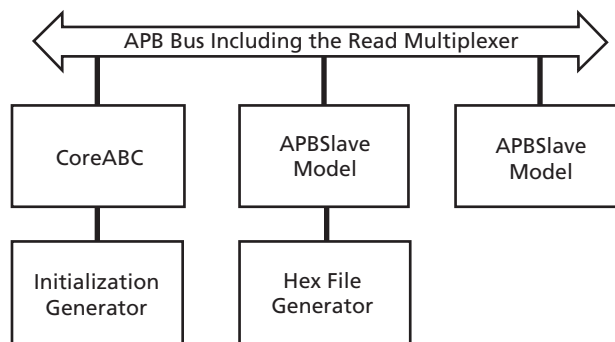 APB Bus Including the Read Multiplexer
CoreABC
APBSlave
Model
APBSlave
Model
Initialization
Generator
Hex File
Generator